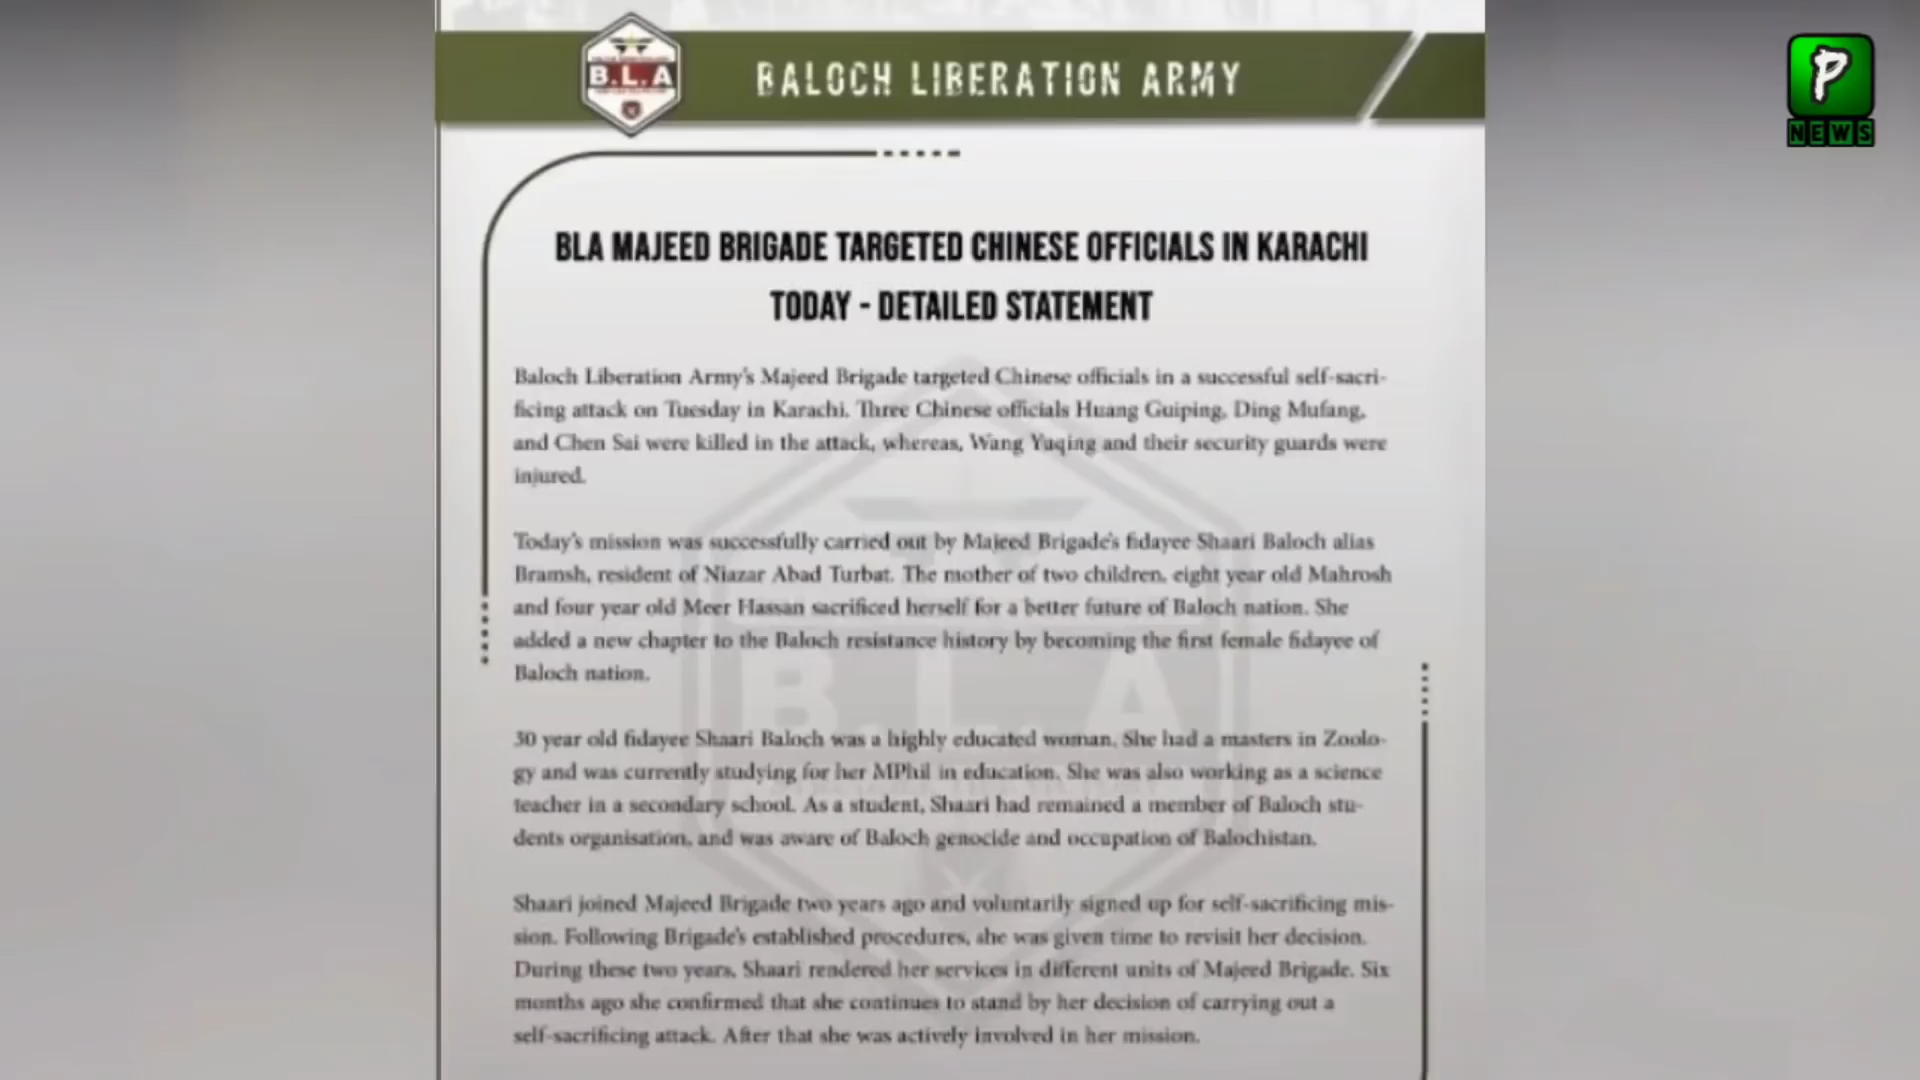 B.L.A
BALOCH LIBERATION ARMY
P
NEWS
BLA MAJEED BRIGADE TARGETED CHINESE OFFICIALS IN KARACHI
TODAY - DETAILED STATEMENT
Baloch Liberation Army's Majeed Brigade targeted Chinese officials in a successful self-sacri-
ficing attack on Tuesday in Karachi. Three Chinese officials Huang Guiping, Ding Mufang,
and Chen Sai were killed in the attack, whereas, Wang Yuqing and their security guards were
injured.
Today's mission was successfully carried out by Majeed Brigade's fidayee Shaari Baloch alias
Bramsh, resident of Niazar Abad Turbat. The mother of two children, eight year old Mahrosh
and four year old Meer Hassan sacrificed herself for a better future of Baloch nation. She
added a new chapter to the Baloch resistance history by becoming the first female fidayee of
Baloch nation.
30 year old fidayee Shaari Baloch was a highly educated woman. She had a masters in Zoolo-
gy and was currently studying for her MPhil in education. She was also working as a science
teacher in a secondary school. As a student, Shaari had remained a member of Baloch stu-
dents organisation, and was aware of Baloch genocide and occupation of Balochistan.
Shaari joined Majeed Brigade two years ago and voluntarily signed up for self-sacrificing mis-
sion. Following Brigade's established procedures, she was given time to revisit her decision.
During these two years, Shaari rendered her services in different units of Majeed Brigade. Six
months ago she confirmed that she continues to stand by her decision of carrying out a
self-sacrificing attack. After that she was actively involved in her mission.
B.L.A